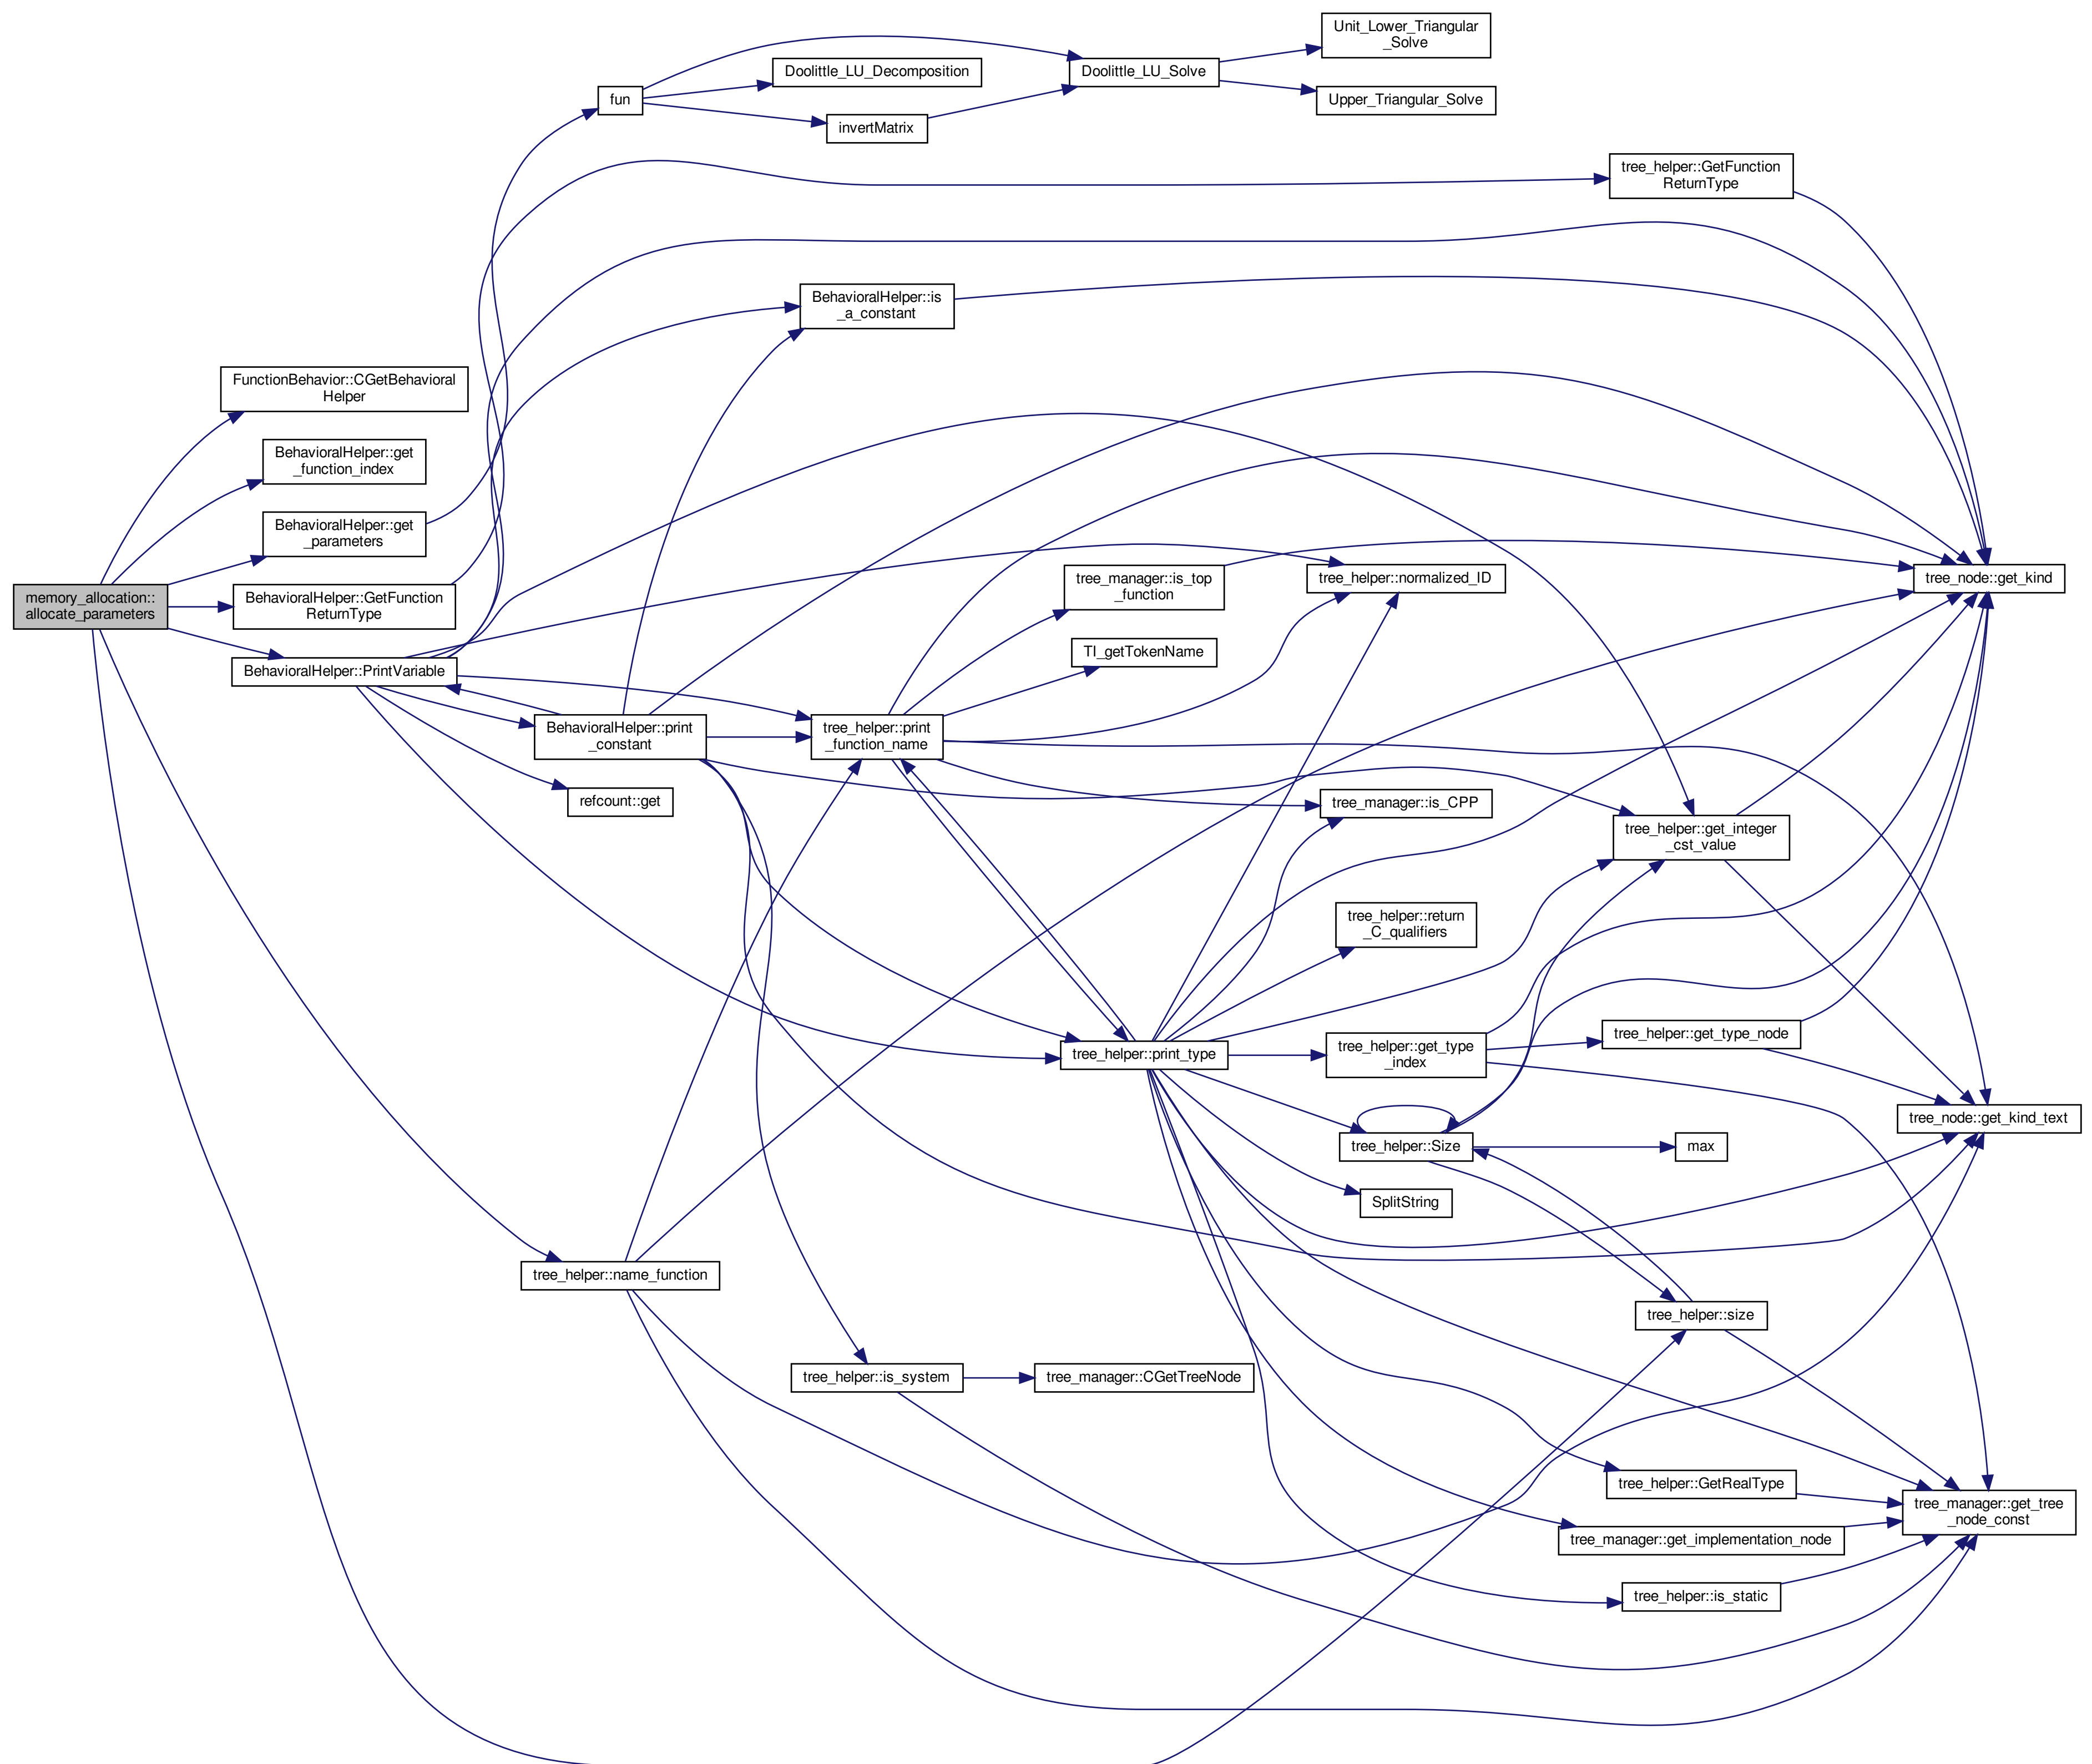 Unit_Lower_Triangular
_Solve
Doolittle_LU_Decomposition
Doolittle_LU_Solve
fun
Upper_Triangular_Solve
invertMatrix
tree_helper::GetFunction
ReturnType
BehavioralHelper::is
_a_constant
FunctionBehavior::CGetBehavioral
Helper
BehavioralHelper::get
_function_index
BehavioralHelper::get
_parameters
memory_allocation::
allocate_parameters
BehavioralHelper::GetFunction
ReturnType
tree_manager::is_top
_function
tree_helper::normalized_ID
tree_node::get_kind
TI_getTokenName
BehavioralHelper::PrintVariable
BehavioralHelper::print
_constant
tree_helper::print
_function_name
refcount::get
tree_manager::is_CPP
tree_helper::get_integer
_cst_value
tree_helper::return
_C_qualifiers
tree_helper::print_type
tree_helper::get_type
_index
tree_helper::get_type_node
tree_node::get_kind_text
tree_helper::Size
max
SplitString
tree_helper::name_function
tree_helper::size
tree_helper::is_system
tree_manager::CGetTreeNode
tree_helper::GetRealType
tree_manager::get_tree
_node_const
tree_manager::get_implementation_node
tree_helper::is_static